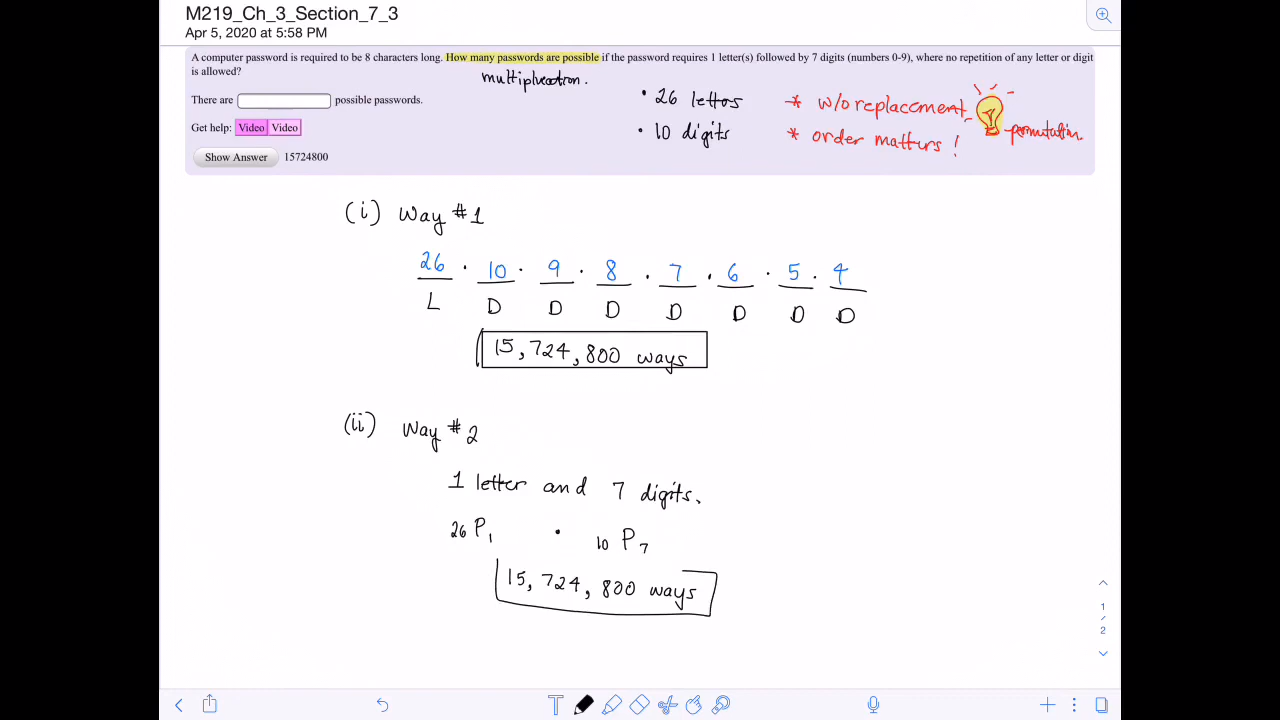 M219_Ch_3_Section_7_3
Apr 5, 2020 at 5:58 PM
A computer password is required to be 8 characters long. How many passwords are possible if the password requires 1 letter(s) followed by 7 digits (numbers 0-9), where no repetition of any letter or digit
is allowed?
multiplication.
There are possible passwords.
• 26 letters
* w/o replacement
Get help: Video Video
• 10 digits
* order matters!
permutation.
Show Answer 15724800
(i) Way #1
26 · 10 · 9 · 8 · 7 · 6 · 5 · 4
L D D D D D D D
15,724,800 ways
(ii) Way #2
1 letter and 7 digits.
26 P 1 · 10 P 7
15,724,800 ways
1
/
2
T